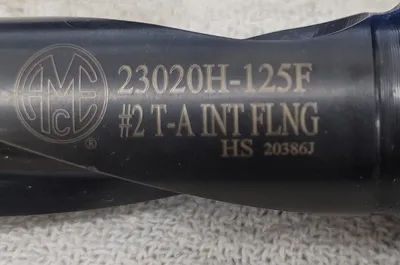 AMEC
®
23020H-125F
#2 T-A INT FLNG
HS 20386J